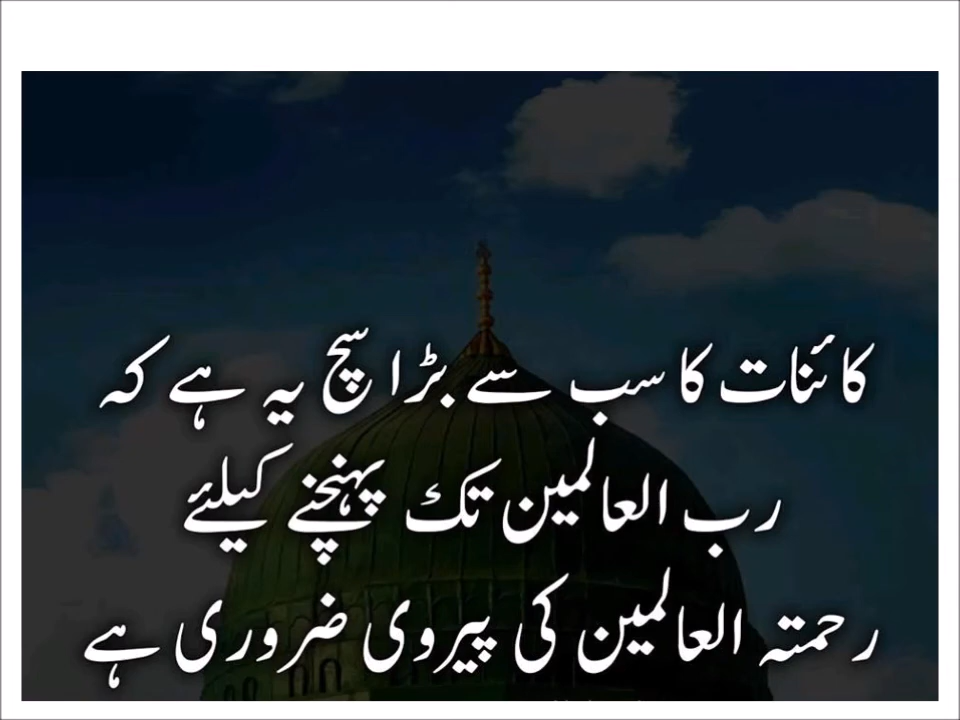 کائنات کا سب سے بڑا سچ یہ ہے کہ
رب العالمین تک پہنچنے کیلئے
رحمتہ العالمین کی پیروی ضروری ہے